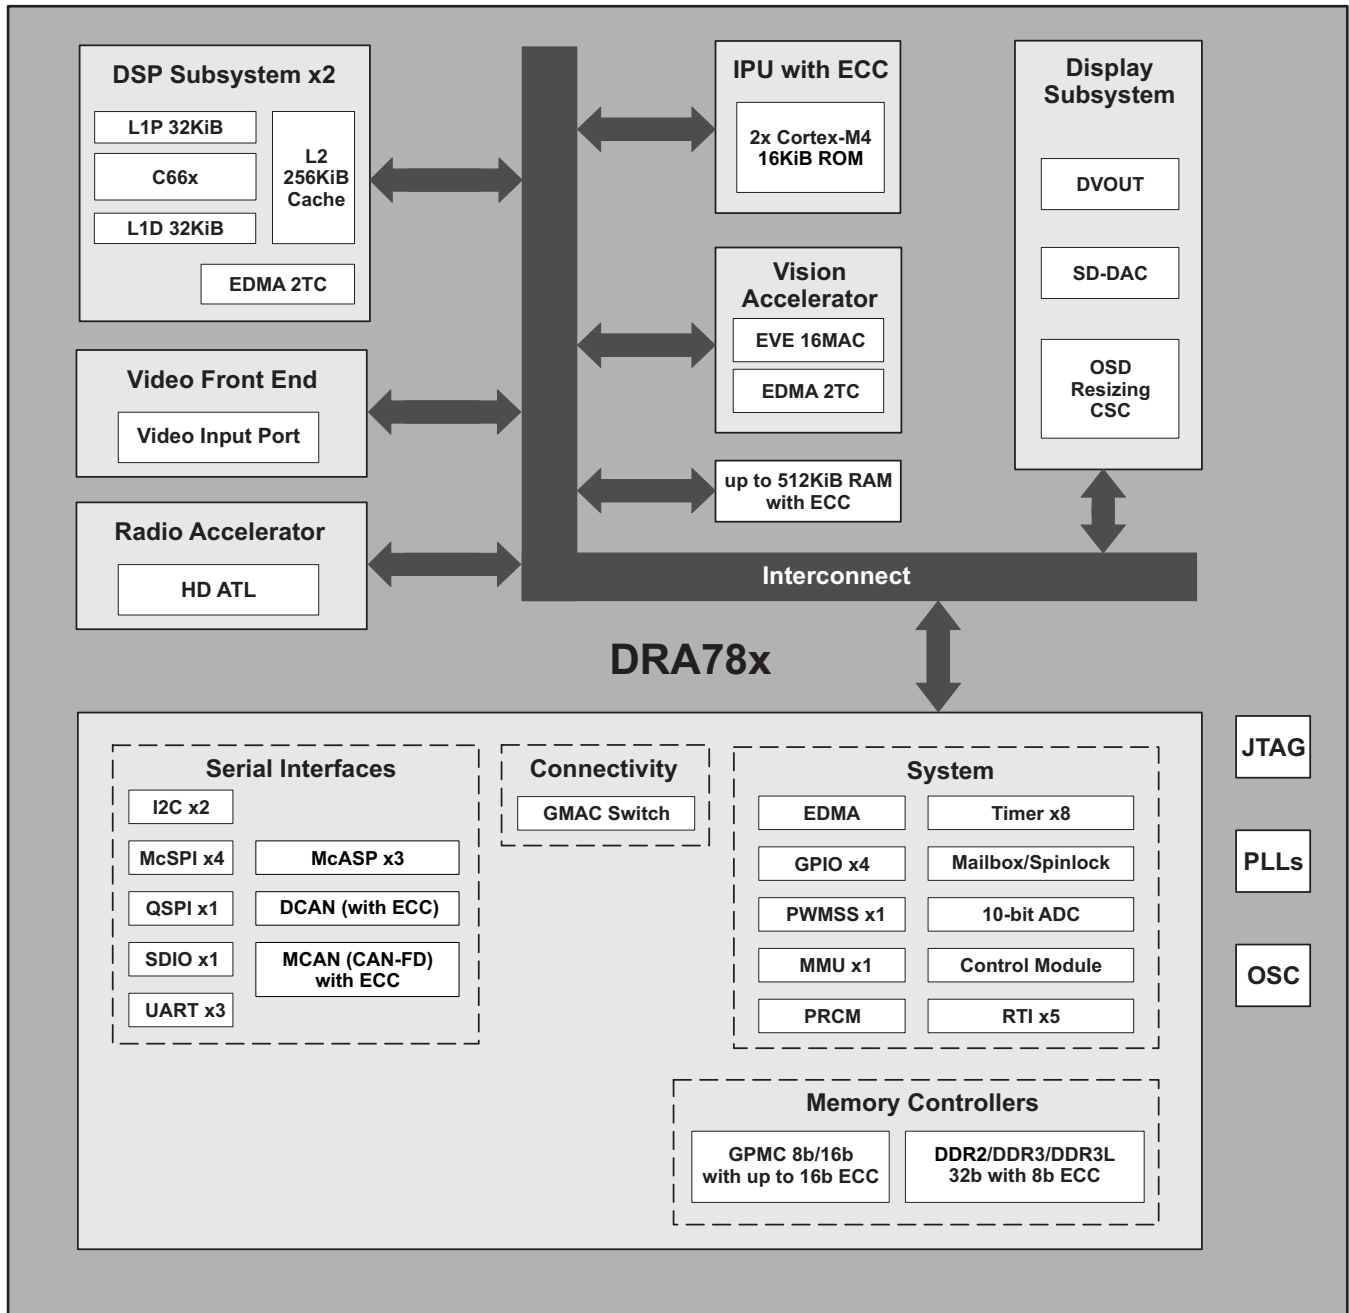 DSP Subsystem x2
L1P 32KiB
C66x
L1D 32KiB
L2
256KiB
Cache
EDMA 2TC
Video Front End
Video Input Port
Radio Accelerator
HD ATL
IPU with ECC
2x Cortex-M4
16KiB ROM
Vision
Accelerator
EVE 16MAC
EDMA 2TC
up to 512KiB RAM
with ECC
Display
Subsystem
DVOUT
SD-DAC
OSD
Resizing
CSC
Interconnect
DRA78x
Serial Interfaces
I2C x2
McSPI x4
QSPI x1
SDIO x1
UART x3
McASP x3
DCAN (with ECC)
MCAN (CAN-FD)
with ECC
Connectivity
GMAC Switch
System
EDMA
GPIO x4
PWMSS x1
MMU x1
PRCM
Timer x8
Mailbox/Spinlock
10-bit ADC
Control Module
RTI x5
Memory Controllers
GPMC 8b/16b
with up to 16b ECC
DDR2/DDR3/DDR3L
32b with 8b ECC
JTAG
PLLs
OSC